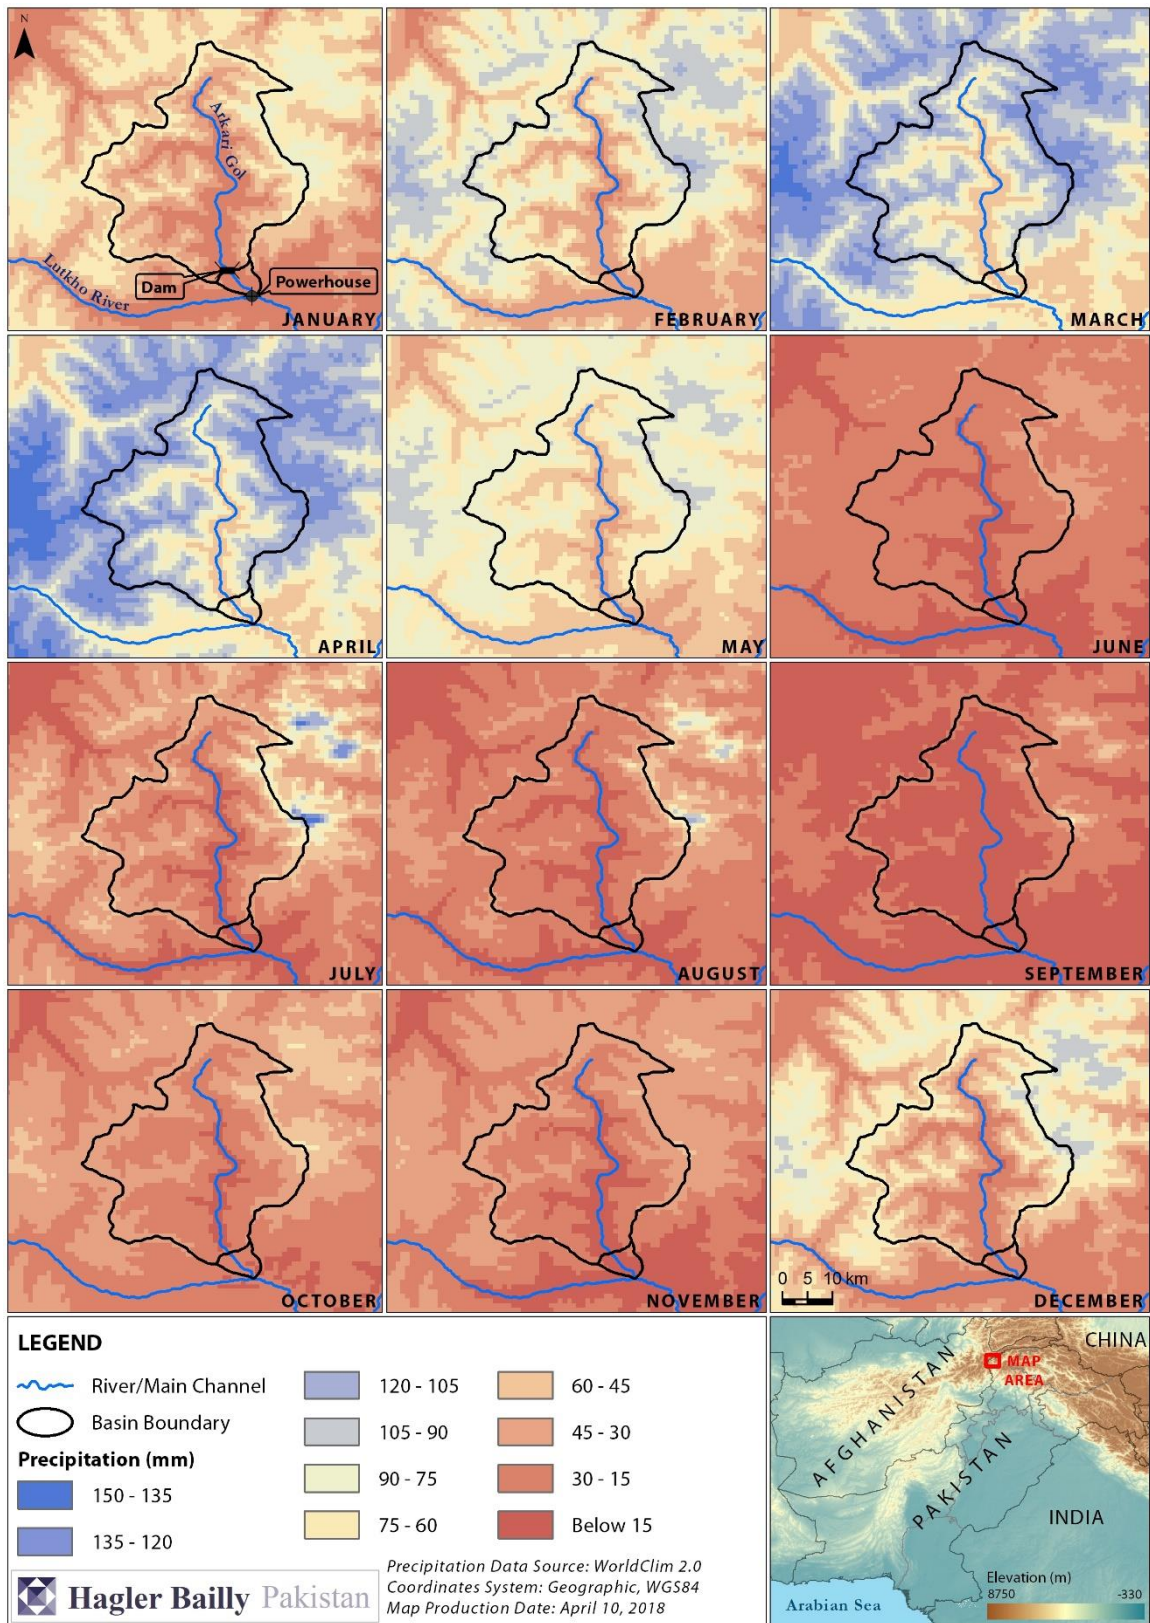 N
Arkari Gol
Lutkho River
Dam
Powerhouse
JANUARY
FEBRUARY
MARCH
APRIL
MAY
JUNE
JULY
AUGUST
SEPTEMBER
OCTOBER
NOVEMBER
0 5 10 km
DECEMBER
LEGEND
River/Main Channel
Basin Boundary
Precipitation (mm)
150 - 135
135 - 120
120 - 105
105 - 90
90 - 75
75 - 60
60 - 45
45 - 30
30 - 15
Below 15
Hagler Bailly Pakistan
Precipitation Data Source: WorldClim 2.0
Coordinates System: Geographic, WGS84
Map Production Date: April 10, 2018
CHINA
MAP
AREA
AFGHANISTAN
PAKISTAN
INDIA
Elevation (m)
8750 -330
Arabian Sea